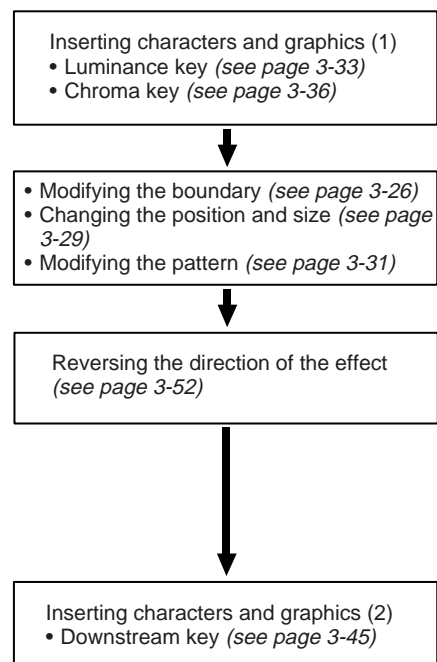 Inserting characters and graphics (1)
• Luminance key (see page 3-33)
• Chroma key (see page 3-36)
• Modifying the boundary (see page 3-26)
• Changing the position and size (see page
3-29)
• Modifying the pattern (see page 3-31)
Reversing the direction of the effect
(see page 3-52)
Inserting characters and graphics (2)
• Downstream key (see page 3-45)